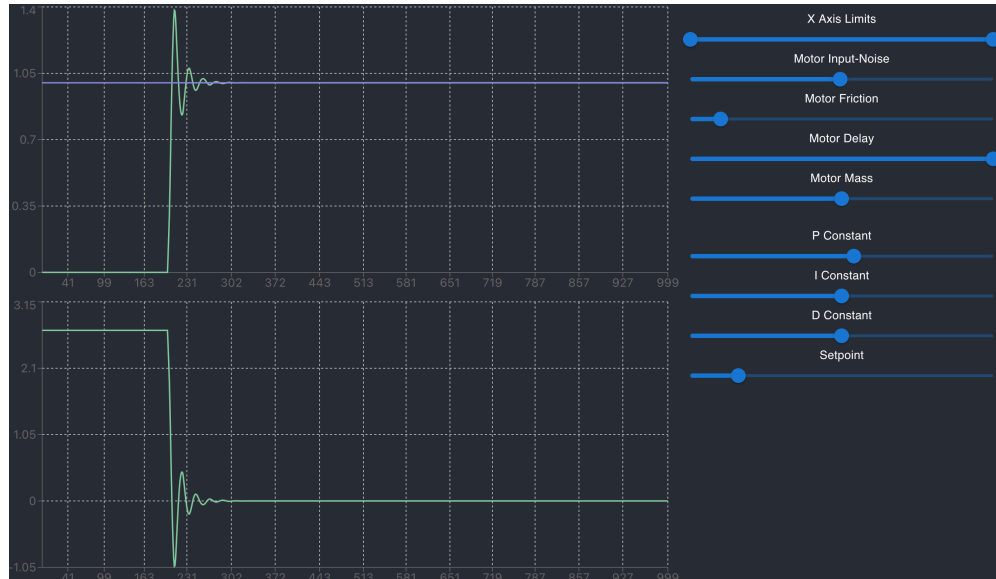 1.4
1.05
0.7
0.35
0
41 99 163 231 302 372 443 513 581 651 719 787 857 927 999
3.15
2.1
1.05
0
-1.05
41 99 163 231 302 372 443 513 581 651 719 787 857 927 999
X Axis Limits
Motor Input-Noise
Motor Friction
Motor Delay
Motor Mass
P Constant
I Constant
D Constant
Setpoint